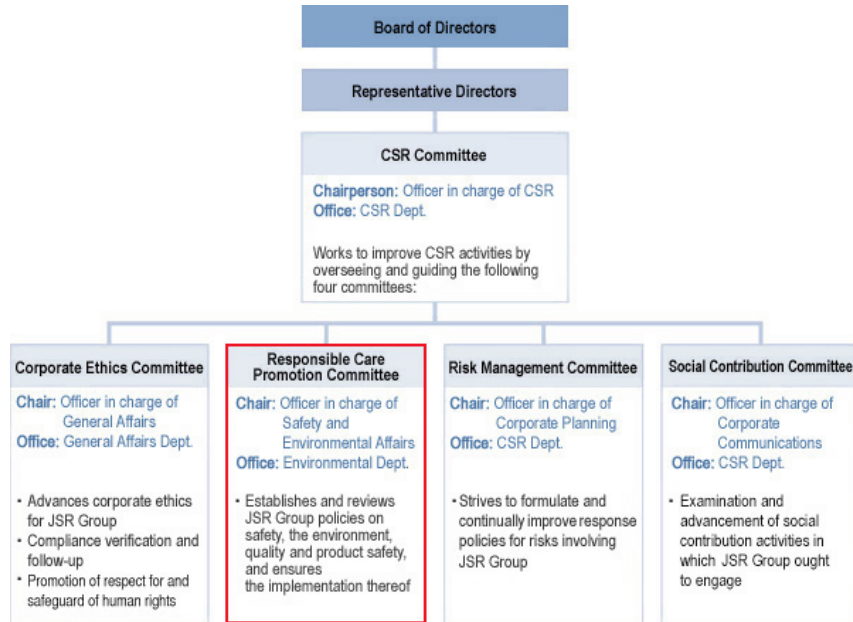 Board of Directors
Representative Directors
CSR Committee
Chairperson: Officer in charge of CSR
Office: CSR Dept.
Works to improve CSR activities by
overseeing and guiding the following
four committees:
Corporate Ethics Committee
Chair: Officer in charge of
General Affairs
Office: General Affairs Dept.
• Advances corporate ethics
for JSR Group
• Compliance verification and
follow-up
• Promotion of respect for and
safeguard of human rights
Responsible Care
Promotion Committee
Chair: Officer in charge of
Safety and
Environmental Affairs
Office: Environmental Dept.
• Establishes and reviews
JSR Group policies on
safety, the environment,
quality and product safety,
and ensures
the implementation thereof
Risk Management Committee
Chair: Officer in charge of
Corporate Planning
Office: CSR Dept.
• Strives to formulate and
continually improve response
policies for risks involving
JSR Group
Social Contribution Committee
Chair: Officer in charge of
Corporate
Communications
Office: CSR Dept.
• Examination and
advancement of social
contribution activities in
which JSR Group ought
to engage